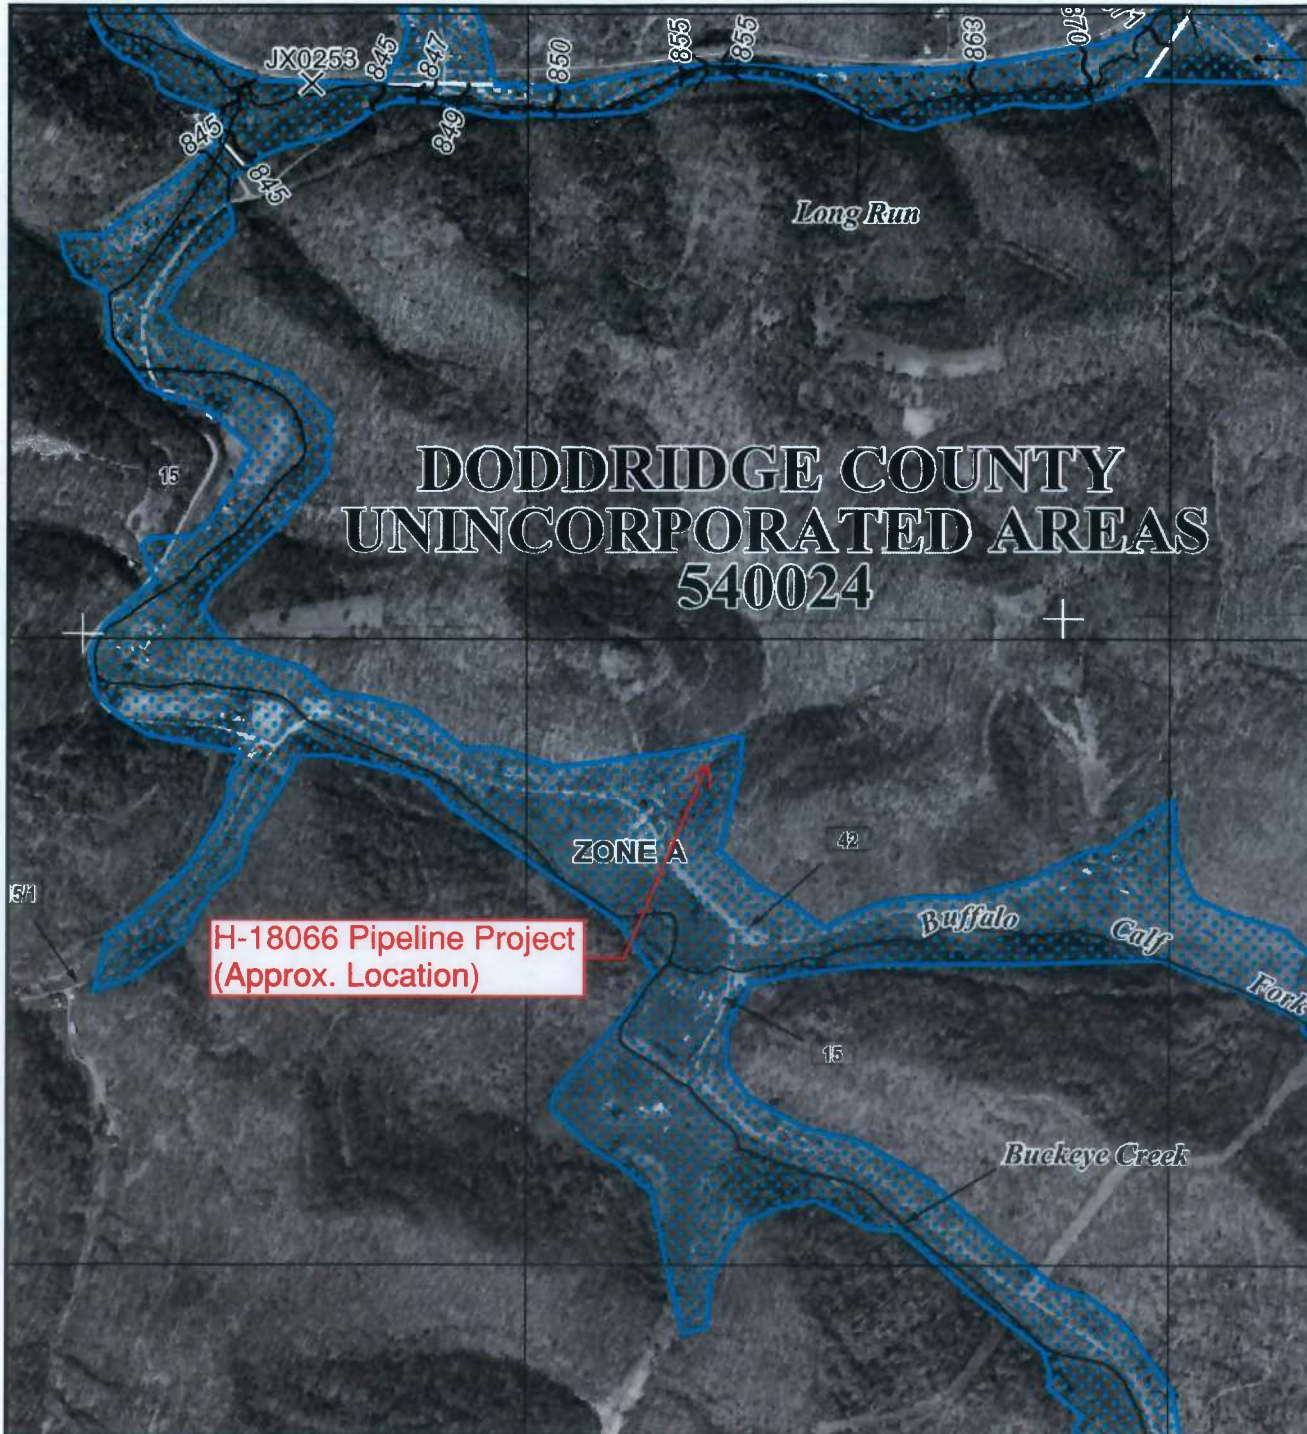 JX0253
845
847
849
850
855
855
863
870
845
845
Long Run
15
DODDRIDGE COUNTY
UNINCORPORATED AREAS
540024
ZONE A
42
Buffalo
Calf
Fork
H-18066 Pipeline Project
(Approx. Location)
15
Buckeye Creek